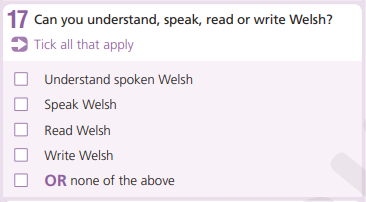 17 Can you understand, speak, read or write Welsh?
Tick all that apply
Understand spoken Welsh
Speak Welsh
Read Welsh
Write Welsh
OR none of the above